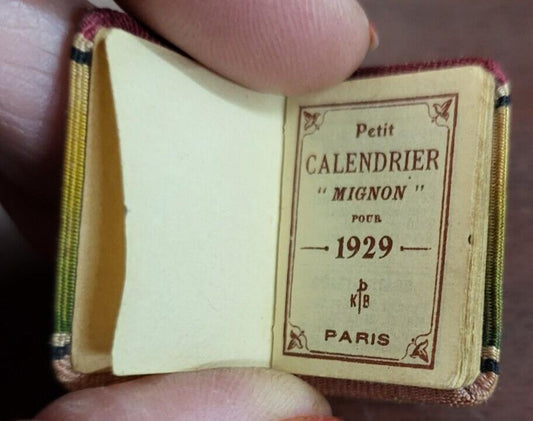 Petit
CALENDRIER
" MIGNON "
POUR
1929
P
K B
PARIS